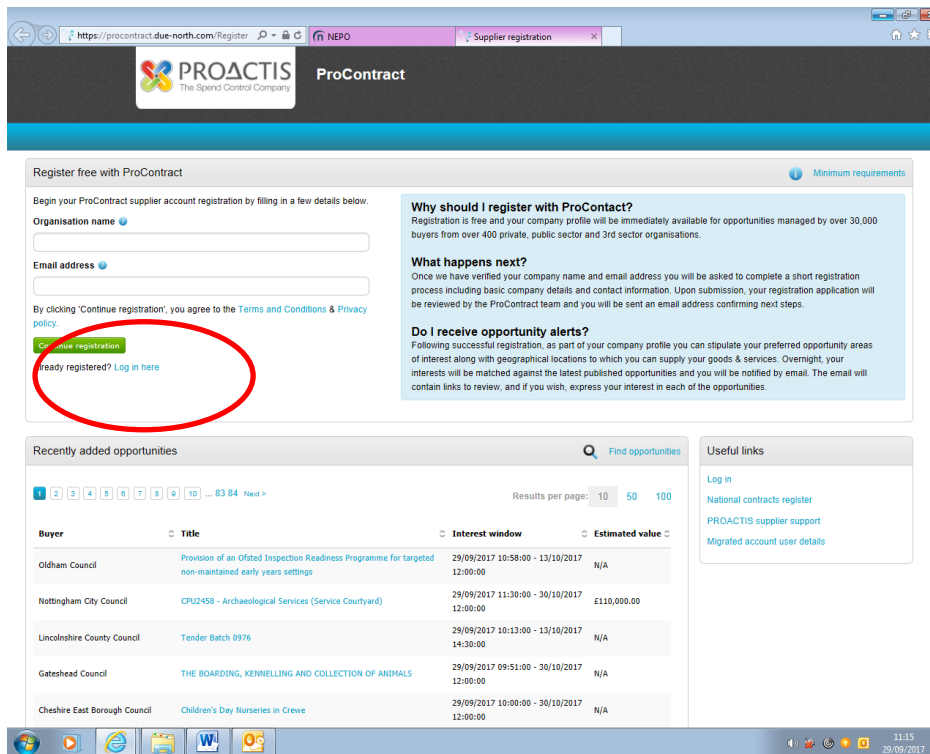 https://procontract.due-north.com/Register
NEPO
Supplier registration
PROACTIS
The Spend Control Company
ProContract
Register free with ProContract
Minimum requirements
Begin your ProContract supplier account registration by filling in a few details below.
Organisation name
Email address
By clicking 'Continue registration', you agree to the Terms and Conditions & Privacy
policy.
Continue registration
Already registered? Log in here
Why should I register with ProContact?
Registration is free and your company profile will be immediately available for opportunities managed by over 30,000
buyers from over 400 private, public sector and 3rd sector organisations.
What happens next?
Once we have verified your company name and email address you will be asked to complete a short registration
process including basic company details and contact information. Upon submission, your registration application will
be reviewed by the ProContract team and you will be sent an email address confirming next steps.
Do I receive opportunity alerts?
Following successful registration, as part of your company profile you can stipulate your preferred opportunity areas
of interest along with geographical locations to which you can supply your goods & services. Overnight, your
interests will be matched against the latest published opportunities and you will be notified by email. The email will
contain links to review, and if you wish, express your interest in each of the opportunities.
Recently added opportunities
Find opportunities
1 2 3 4 5 6 7 8 9 10 ... 83 84 Next >
Results per page: 10 50 100
Buyer Title Interest window Estimated value
Oldham Council
Provision of an Ofsted Inspection Readiness Programme for targeted
non-maintained early years settings
29/09/2017 10:58:00 - 13/10/2017
12:00:00
N/A
Nottingham City Council
CPU2458 - Archaeological Services (Service Courtyard)
29/09/2017 11:30:00 - 30/10/2017
12:00:00
£110,000.00
Lincolnshire County Council
Tender Batch 0976
29/09/2017 10:13:00 - 13/10/2017
14:30:00
N/A
Gateshead Council
THE BOARDING, KENNELLING AND COLLECTION OF ANIMALS
29/09/2017 09:51:00 - 30/10/2017
12:00:00
N/A
Cheshire East Borough Council
Children's Day Nurseries in Crewe
29/09/2017 10:00:00 - 30/10/2017
12:00:00
N/A
Useful links
Log in
National contracts register
PROACTIS supplier support
Migrated account user details
11:15
29/09/2017